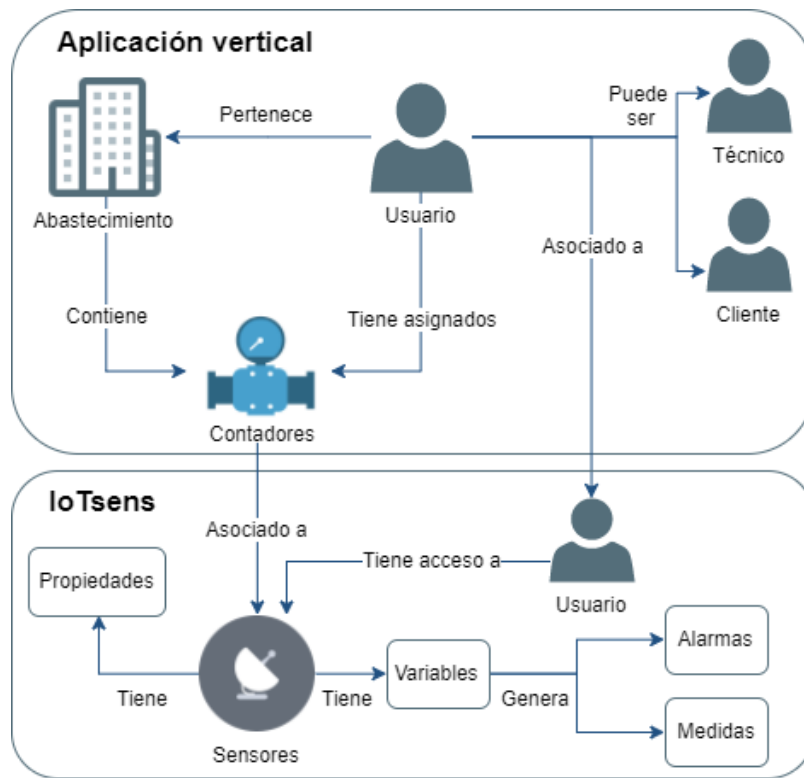 Aplicación vertical
Pertenece
Puede
ser
Técnico
Abastecimiento
Usuario
Asociado a
Cliente
Contiene
Tiene asignados
Contadores
IoTsens
Asociado a
Tiene acceso a
Propiedades
Usuario
Alarmas
Variables
Tiene
Tiene
Genera
Medidas
Sensores